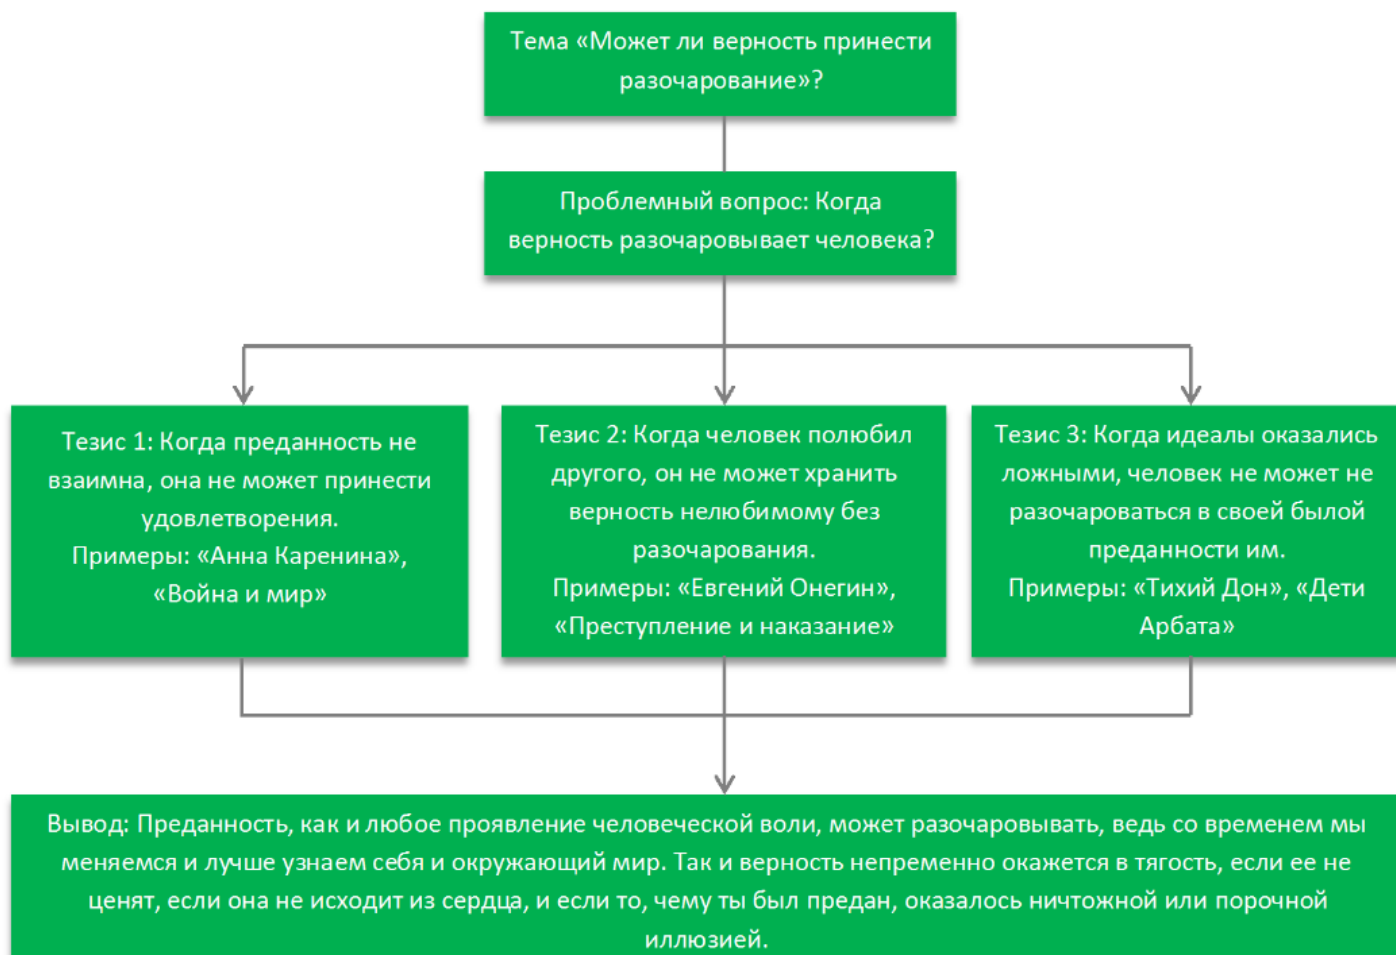 Тема «Может ли верность принести
разочарование»?
Проблемный вопрос: Когда
верность разочаровывает человека?
Тезис 1: Когда преданность не
взаимна, она не может принести
удовлетворения.
Примеры: «Анна Каренина»,
«Война и мир»
Тезис 2: Когда человек полюбил
другого, он не может хранить
верность нелюбимому без
разочарования.
Примеры: «Евгений Онегин»,
«Преступление и наказание»
Тезис 3: Когда идеалы оказались
ложными, человек не может не
разочароваться в своей былой
преданности им.
Примеры: «Тихий Дон», «Дети
Арбата»
Вывод: Преданность, как и любое проявление человеческой воли, может разочаровывать, ведь со временем мы
меняемся и лучше узнаем себя и окружающий мир. Так и верность непременно окажется в тягость, если ее не
ценят, если она не исходит из сердца, и если то, чему ты был предан, оказалось ничтожной или порочной
иллюзией.